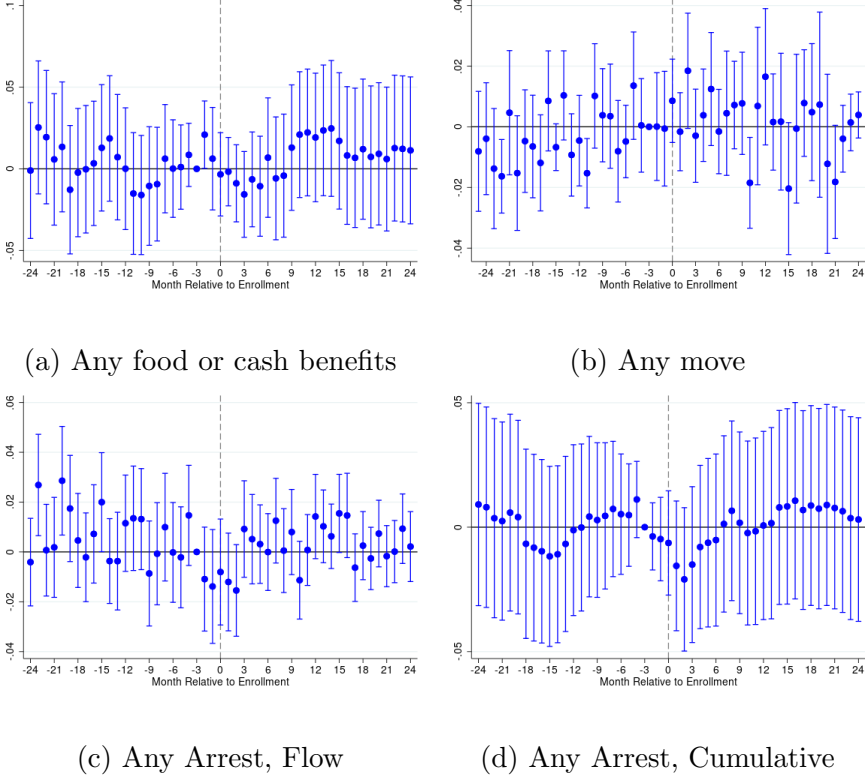 .1
.05
0
-.05
-24 -21 -18 -15 -12 -9 -6 -3 0 3 6 9 12 15 18 21 24
Month Relative to Enrollment
(a) Any food or cash benefits
.04
.02
0
-.02
-.04
-24 -21 -18 -15 -12 -9 -6 -3 0 3 6 9 12 15 18 21 24
Month Relative to Enrollment
(b) Any move
.06
.04
.02
0
-.02
-.04
-24 -21 -18 -15 -12 -9 -6 -3 0 3 6 9 12 15 18 21 24
Month Relative to Enrollment
(c) Any Arrest, Flow
.05
0
-.05
-24 -21 -18 -15 -12 -9 -6 -3 0 3 6 9 12 15 18 21 24
Month Relative to Enrollment
(d) Any Arrest, Cumulative